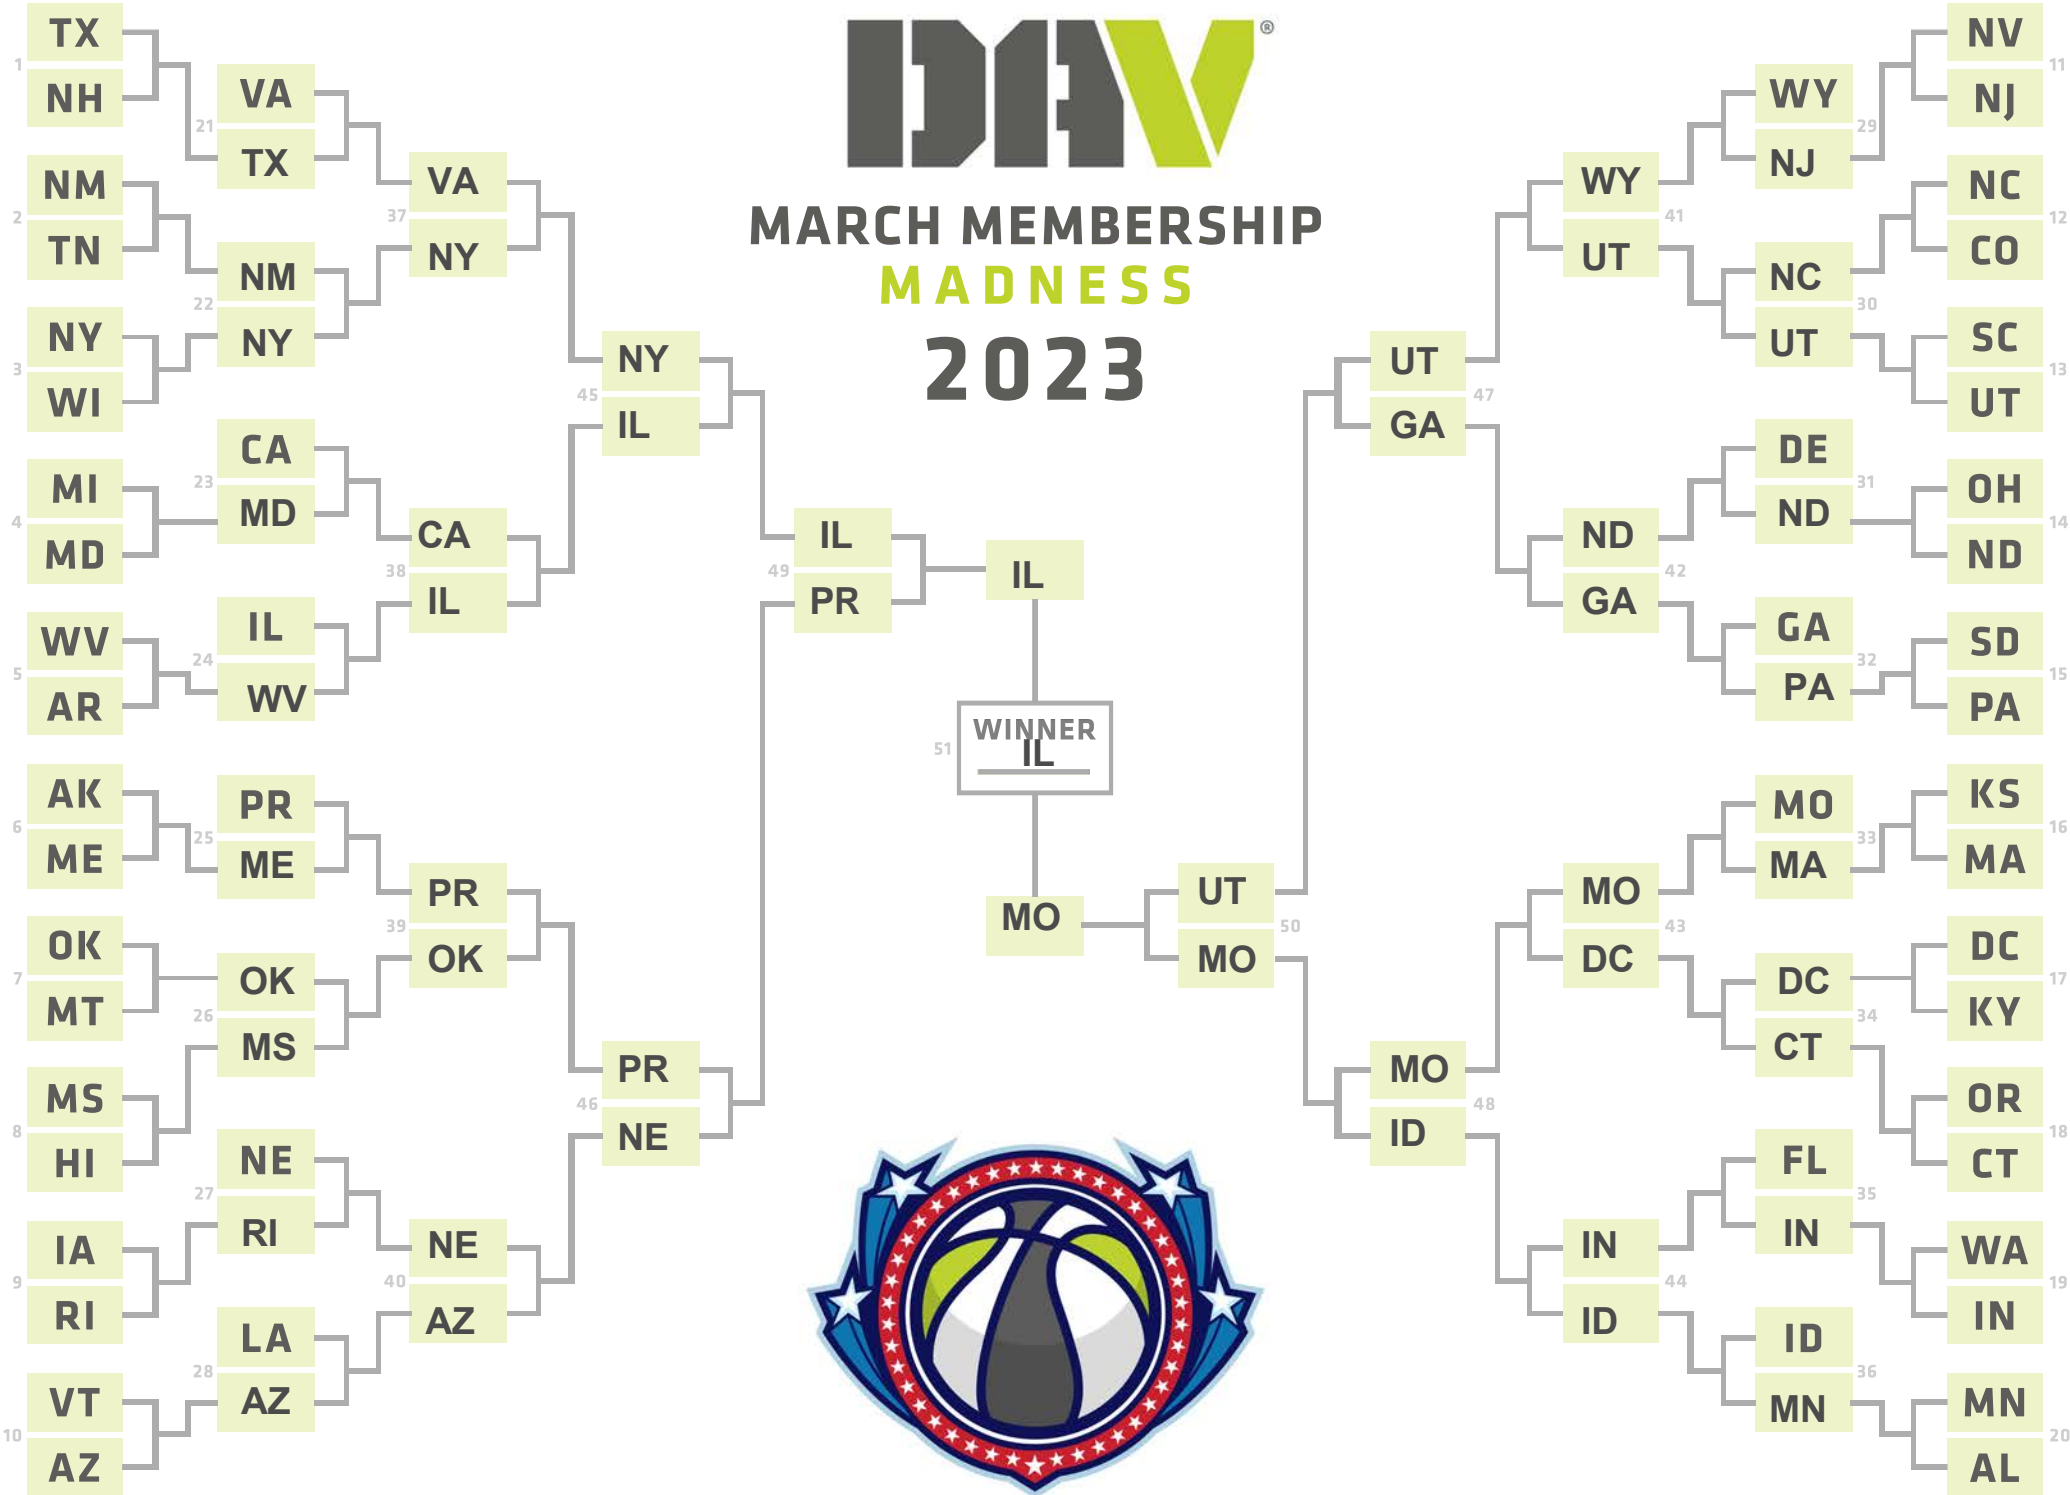 DAV®
MARCH MEMBERSHIP
MADNESS
2023
TX
1
NH
NM
2
TN
NY
3
WI
MI
4
MD
WV
5
AR
AK
6
ME
OK
7
MT
MS
8
HI
IA
9
RI
VT
10
AZ
VA
21
TX
NM
22
NY
CA
23
MD
IL
24
WV
PR
25
ME
OK
26
MS
NE
27
RI
LA
28
AZ
VA
37
NY
CA
38
IL
PR
39
OK
NE
40
AZ
NY
45
IL
PR
46
NE
IL
49
PR
IL
WINNER
51
IL
MO
UT
50
MO
UT
47
GA
MO
48
ID
WY
41
UT
ND
42
GA
MO
43
DC
IN
44
ID
WY
29
NJ
NC
30
UT
DE
31
ND
GA
32
PA
MO
33
MA
DC
34
CT
FL
35
IN
ID
36
MN
NV
11
NJ
NC
12
CO
SC
13
UT
OH
14
ND
SD
15
PA
KS
16
MA
DC
17
KY
OR
18
CT
WA
19
IN
MN
20
AL